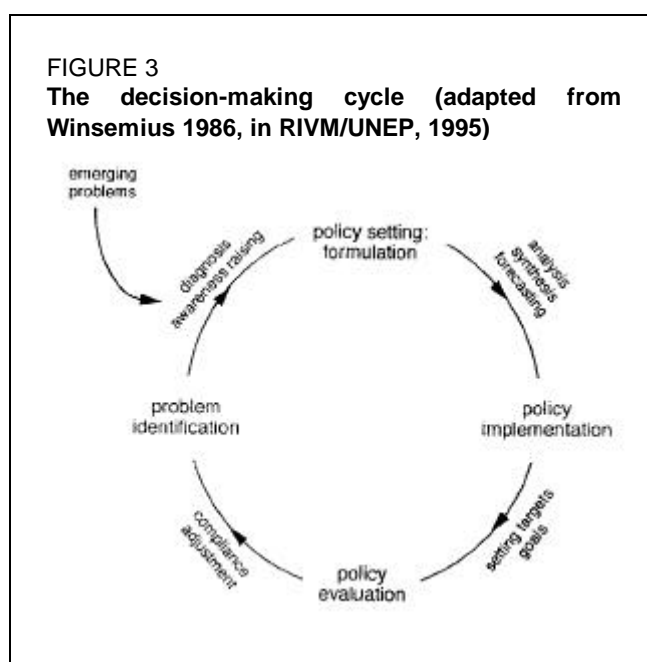 FIGURE 3
The decision-making cycle (adapted from
Winsemius 1986, in RIVM/UNEP, 1995)
emerging
problems
diagnosis
awareness raising
policy setting:
formulation
analysis
synthesis
forecasting
problem
identification
policy
implementation
compliance
adjustment
policy
evaluation
setting targets
goals